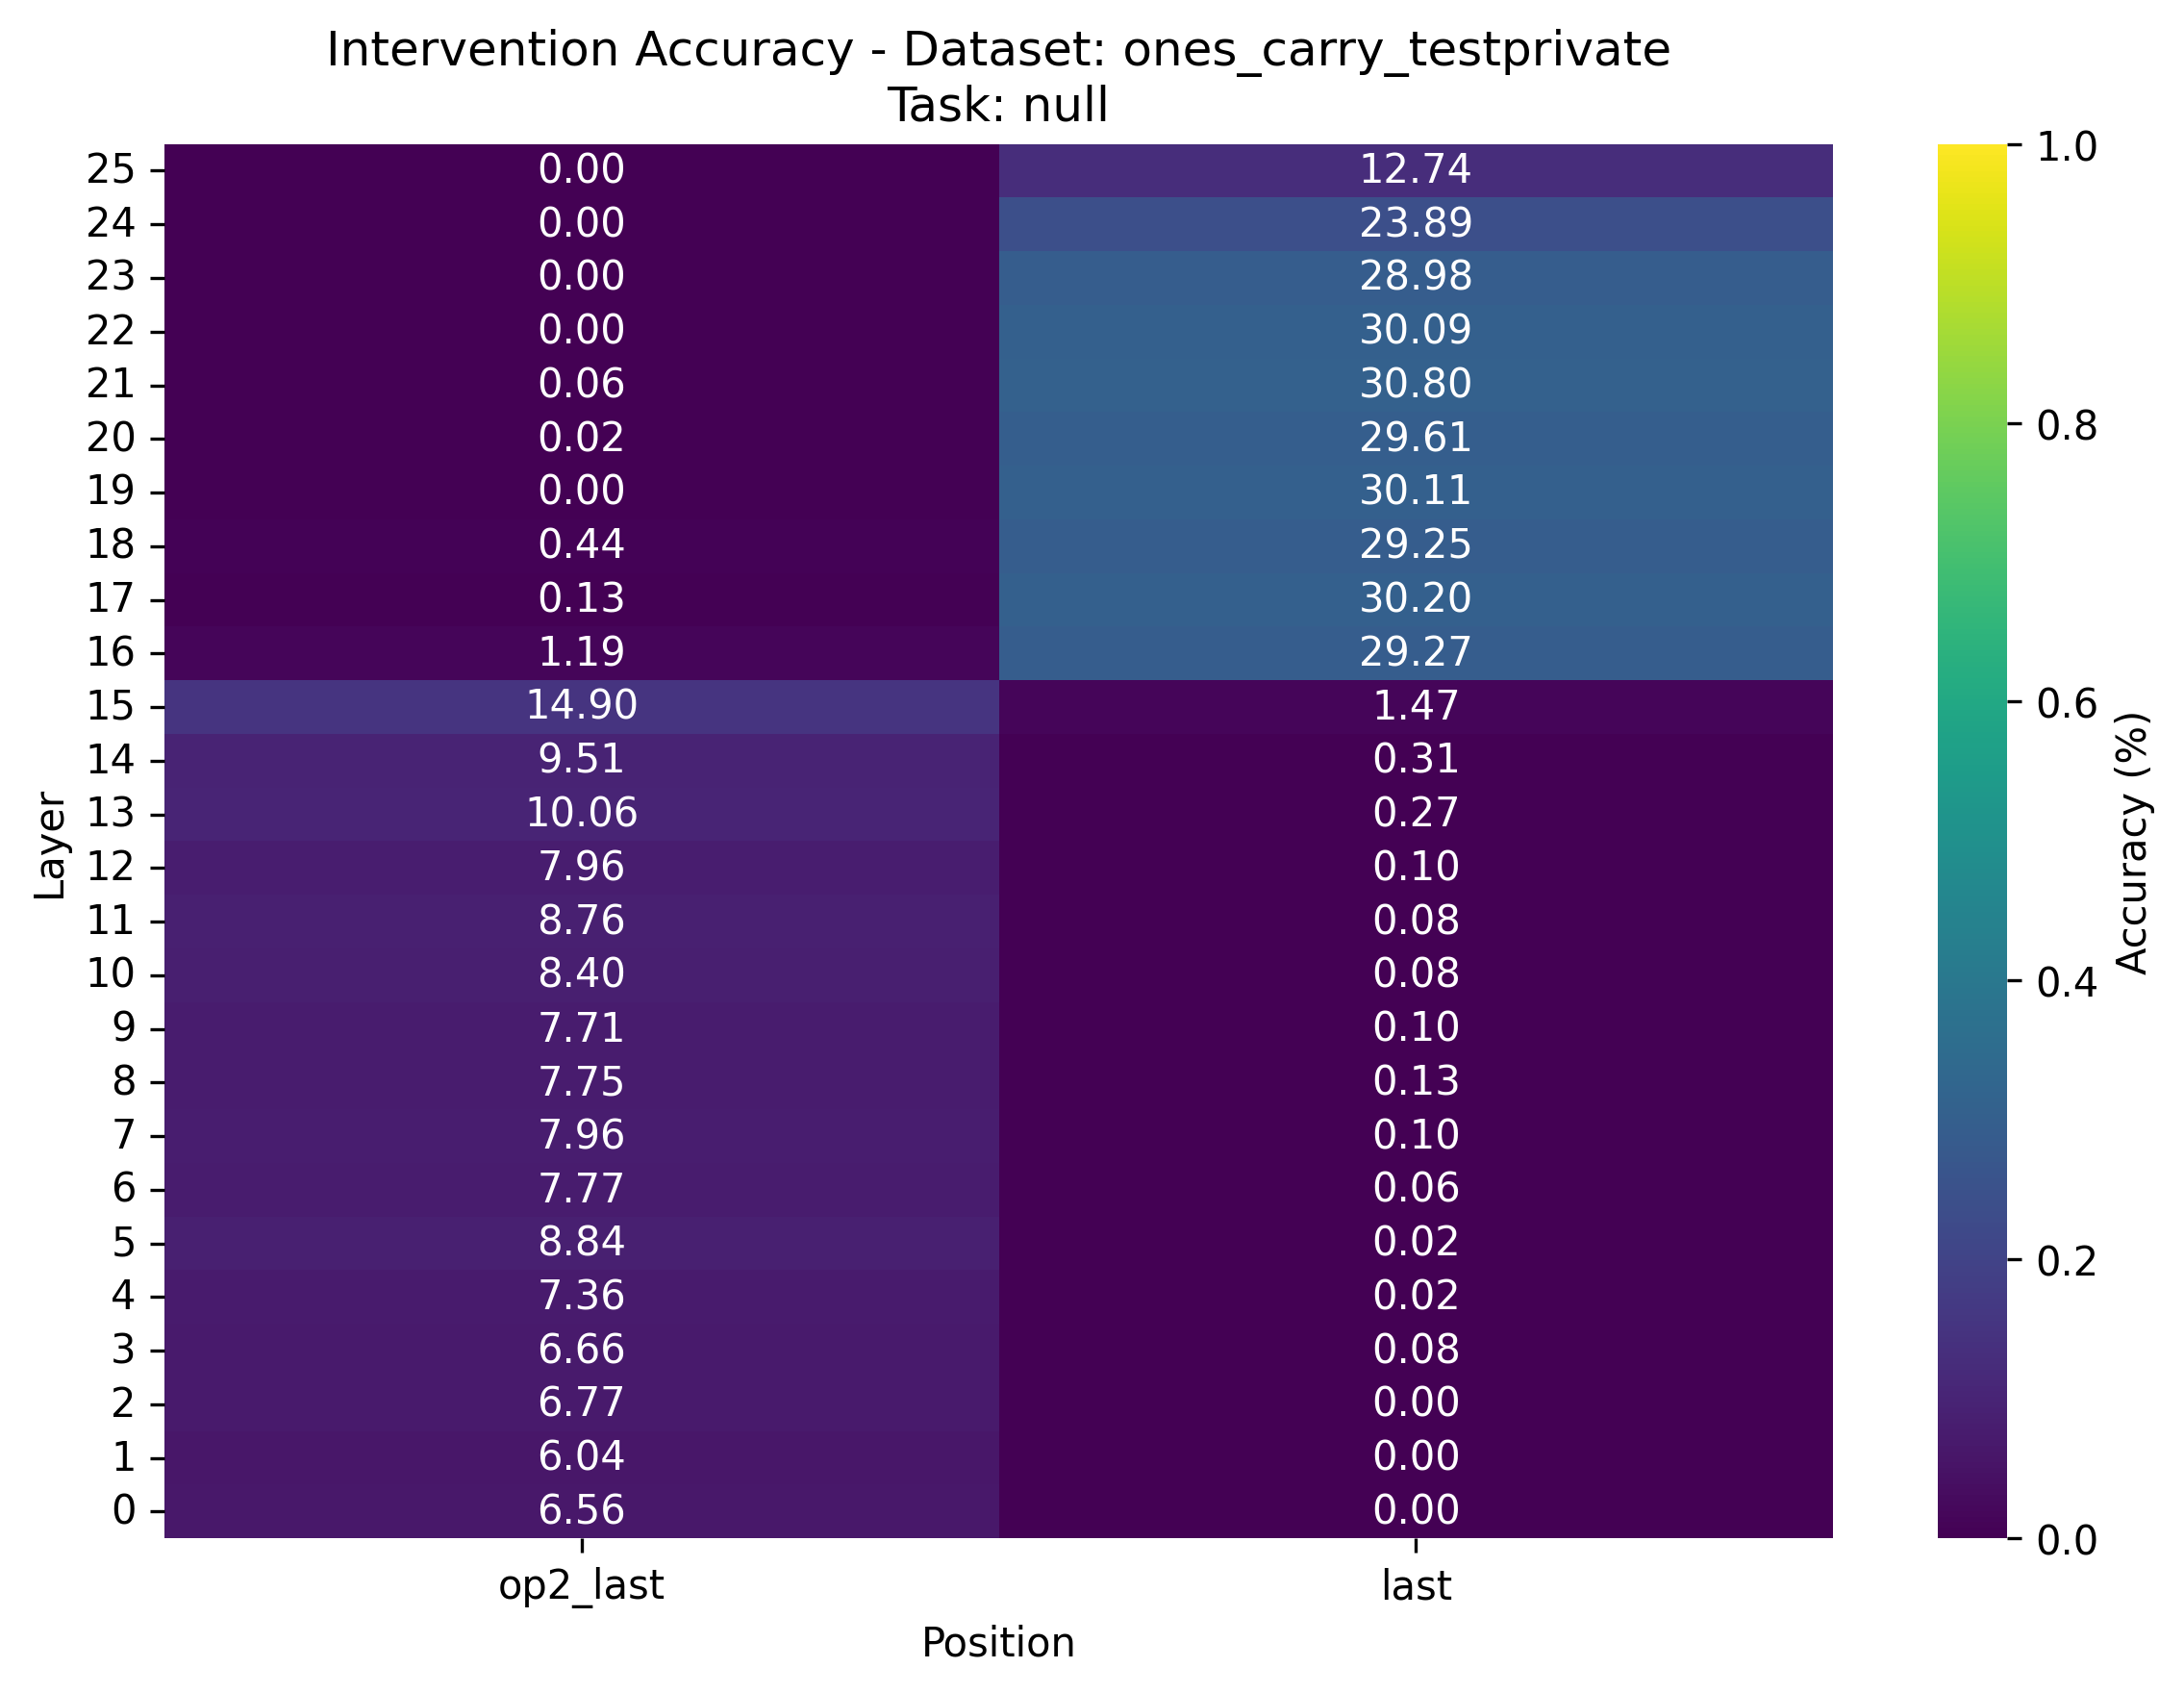 Intervention Accuracy - Dataset: ones_carry_testprivate
Task: null
25 0.00 12.74
24 0.00 23.89
23 0.00 28.98
22 0.00 30.09
21 0.06 30.80
20 0.02 29.61
19 0.00 30.11
18 0.44 29.25
17 0.13 30.20
16 1.19 29.27
15 14.90 1.47
14 9.51 0.31
13 10.06 0.27
12 7.96 0.10
11 8.76 0.08
10 8.40 0.08
9 7.71 0.10
8 7.75 0.13
7 7.96 0.10
6 7.77 0.06
5 8.84 0.02
4 7.36 0.02
3 6.66 0.08
2 6.77 0.00
1 6.04 0.00
0 6.56 0.00
op2_last last
Position
Layer
1.0
0.8
0.6
0.4
0.2
0.0
Accuracy (%)